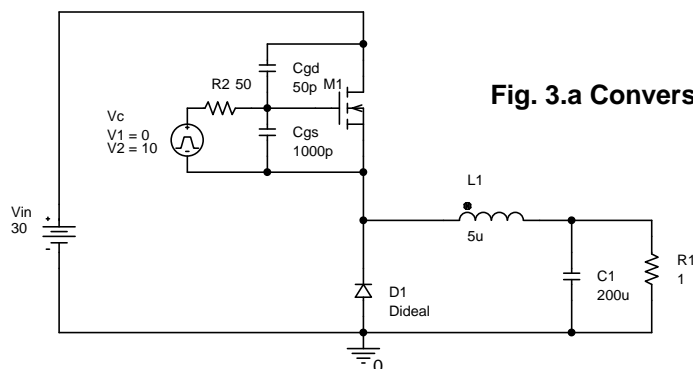 R2 50
Cgd
50p
M1
Fig. 3.a Convers
Vc
V1 = 0
V2 = 10
Cgs
1000p
L1
5u
Vin
30
+
-
D1
Dideal
C1
200u
R1
1
0